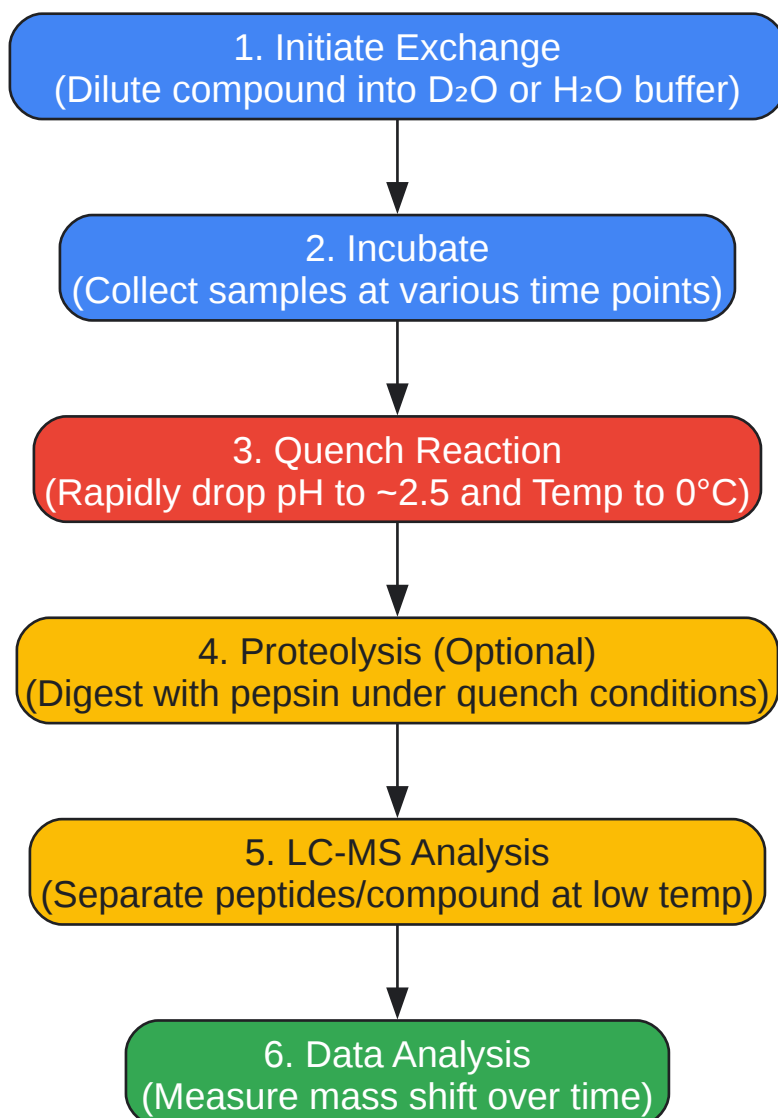 1. Initiate Exchange
(Dilute compound into D₂O or H₂O buffer)
2. Incubate
(Collect samples at various time points)
3. Quench Reaction
(Rapidly drop pH to ~2.5 and Temp to 0°C)
4. Proteolysis (Optional)
(Digest with pepsin under quench conditions)
5. LC-MS Analysis
(Separate peptides/compound at low temp)
6. Data Analysis
(Measure mass shift over time)